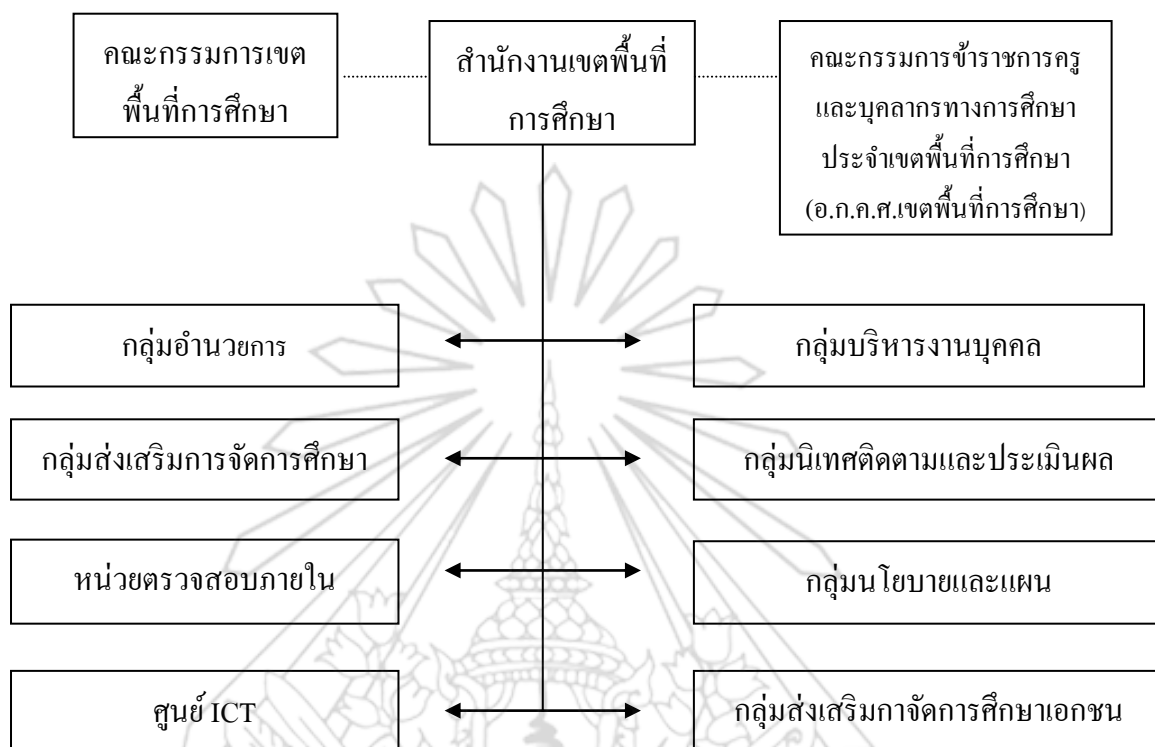 คณะกรรมการเขต
พื้นที่การศึกษา
สำนักงานเขตพื้นที่
การศึกษา
คณะกรรมการข้าราชการครู
และบุคลากรทางการศึกษา
ประจำเขตพื้นที่การศึกษา
(อ.ก.ค.ศ.เขตพื้นที่การศึกษา)
กลุ่มอำนวยการ
กลุ่มบริหารงานบุคคล
กลุ่มส่งเสริมการจัดการศึกษา
กลุ่มนิเทศติดตามและประเมินผล
หน่วยตรวจสอบภายใน
กลุ่มนโยบายและแผน
ศูนย์ ICT
กลุ่มส่งเสริมกาจัดการศึกษาเอกชน